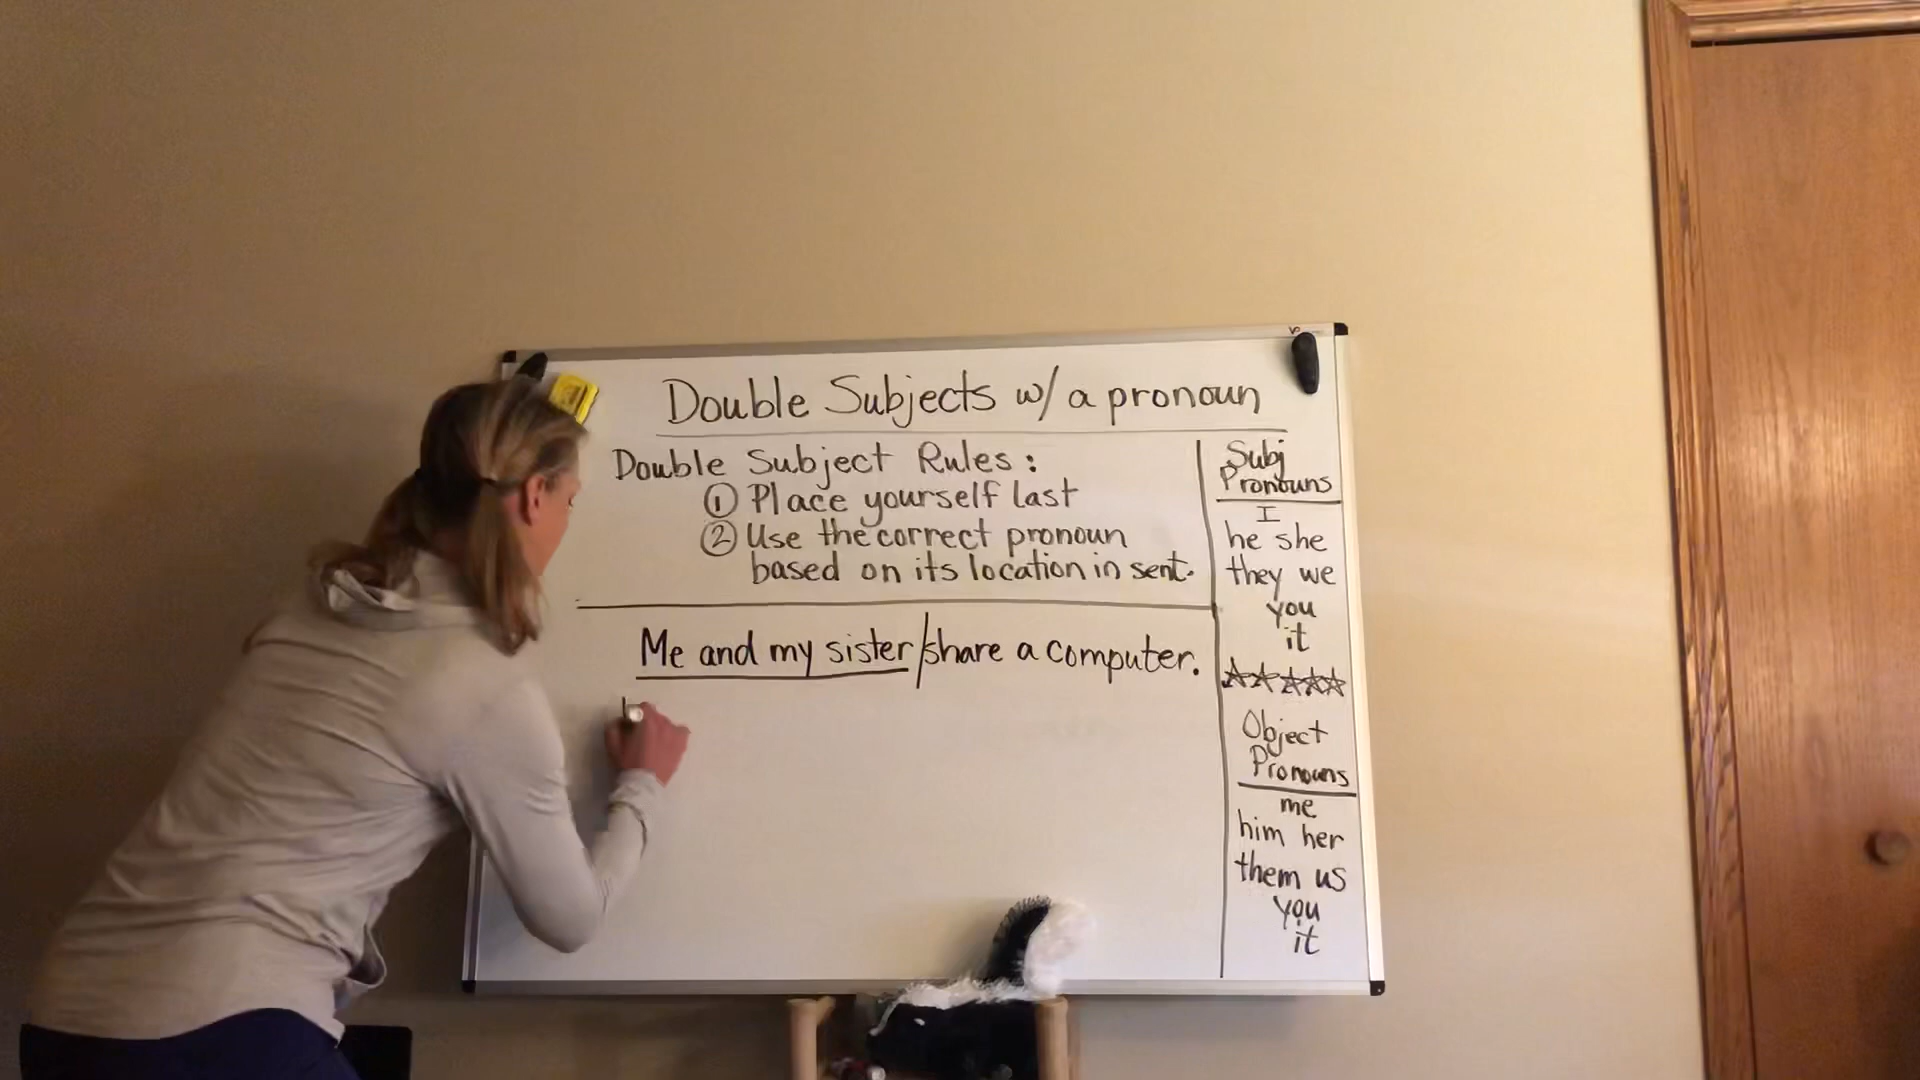 Double Subjects w/ a pronoun
Double Subject Rules:
① Place yourself last
② Use the correct pronoun
based on its location in sent.
Me and my sister/share a computer.
Subj
Pronouns
I
he she
they we
you
it
Object
Pronouns
me
him her
them us
you
it